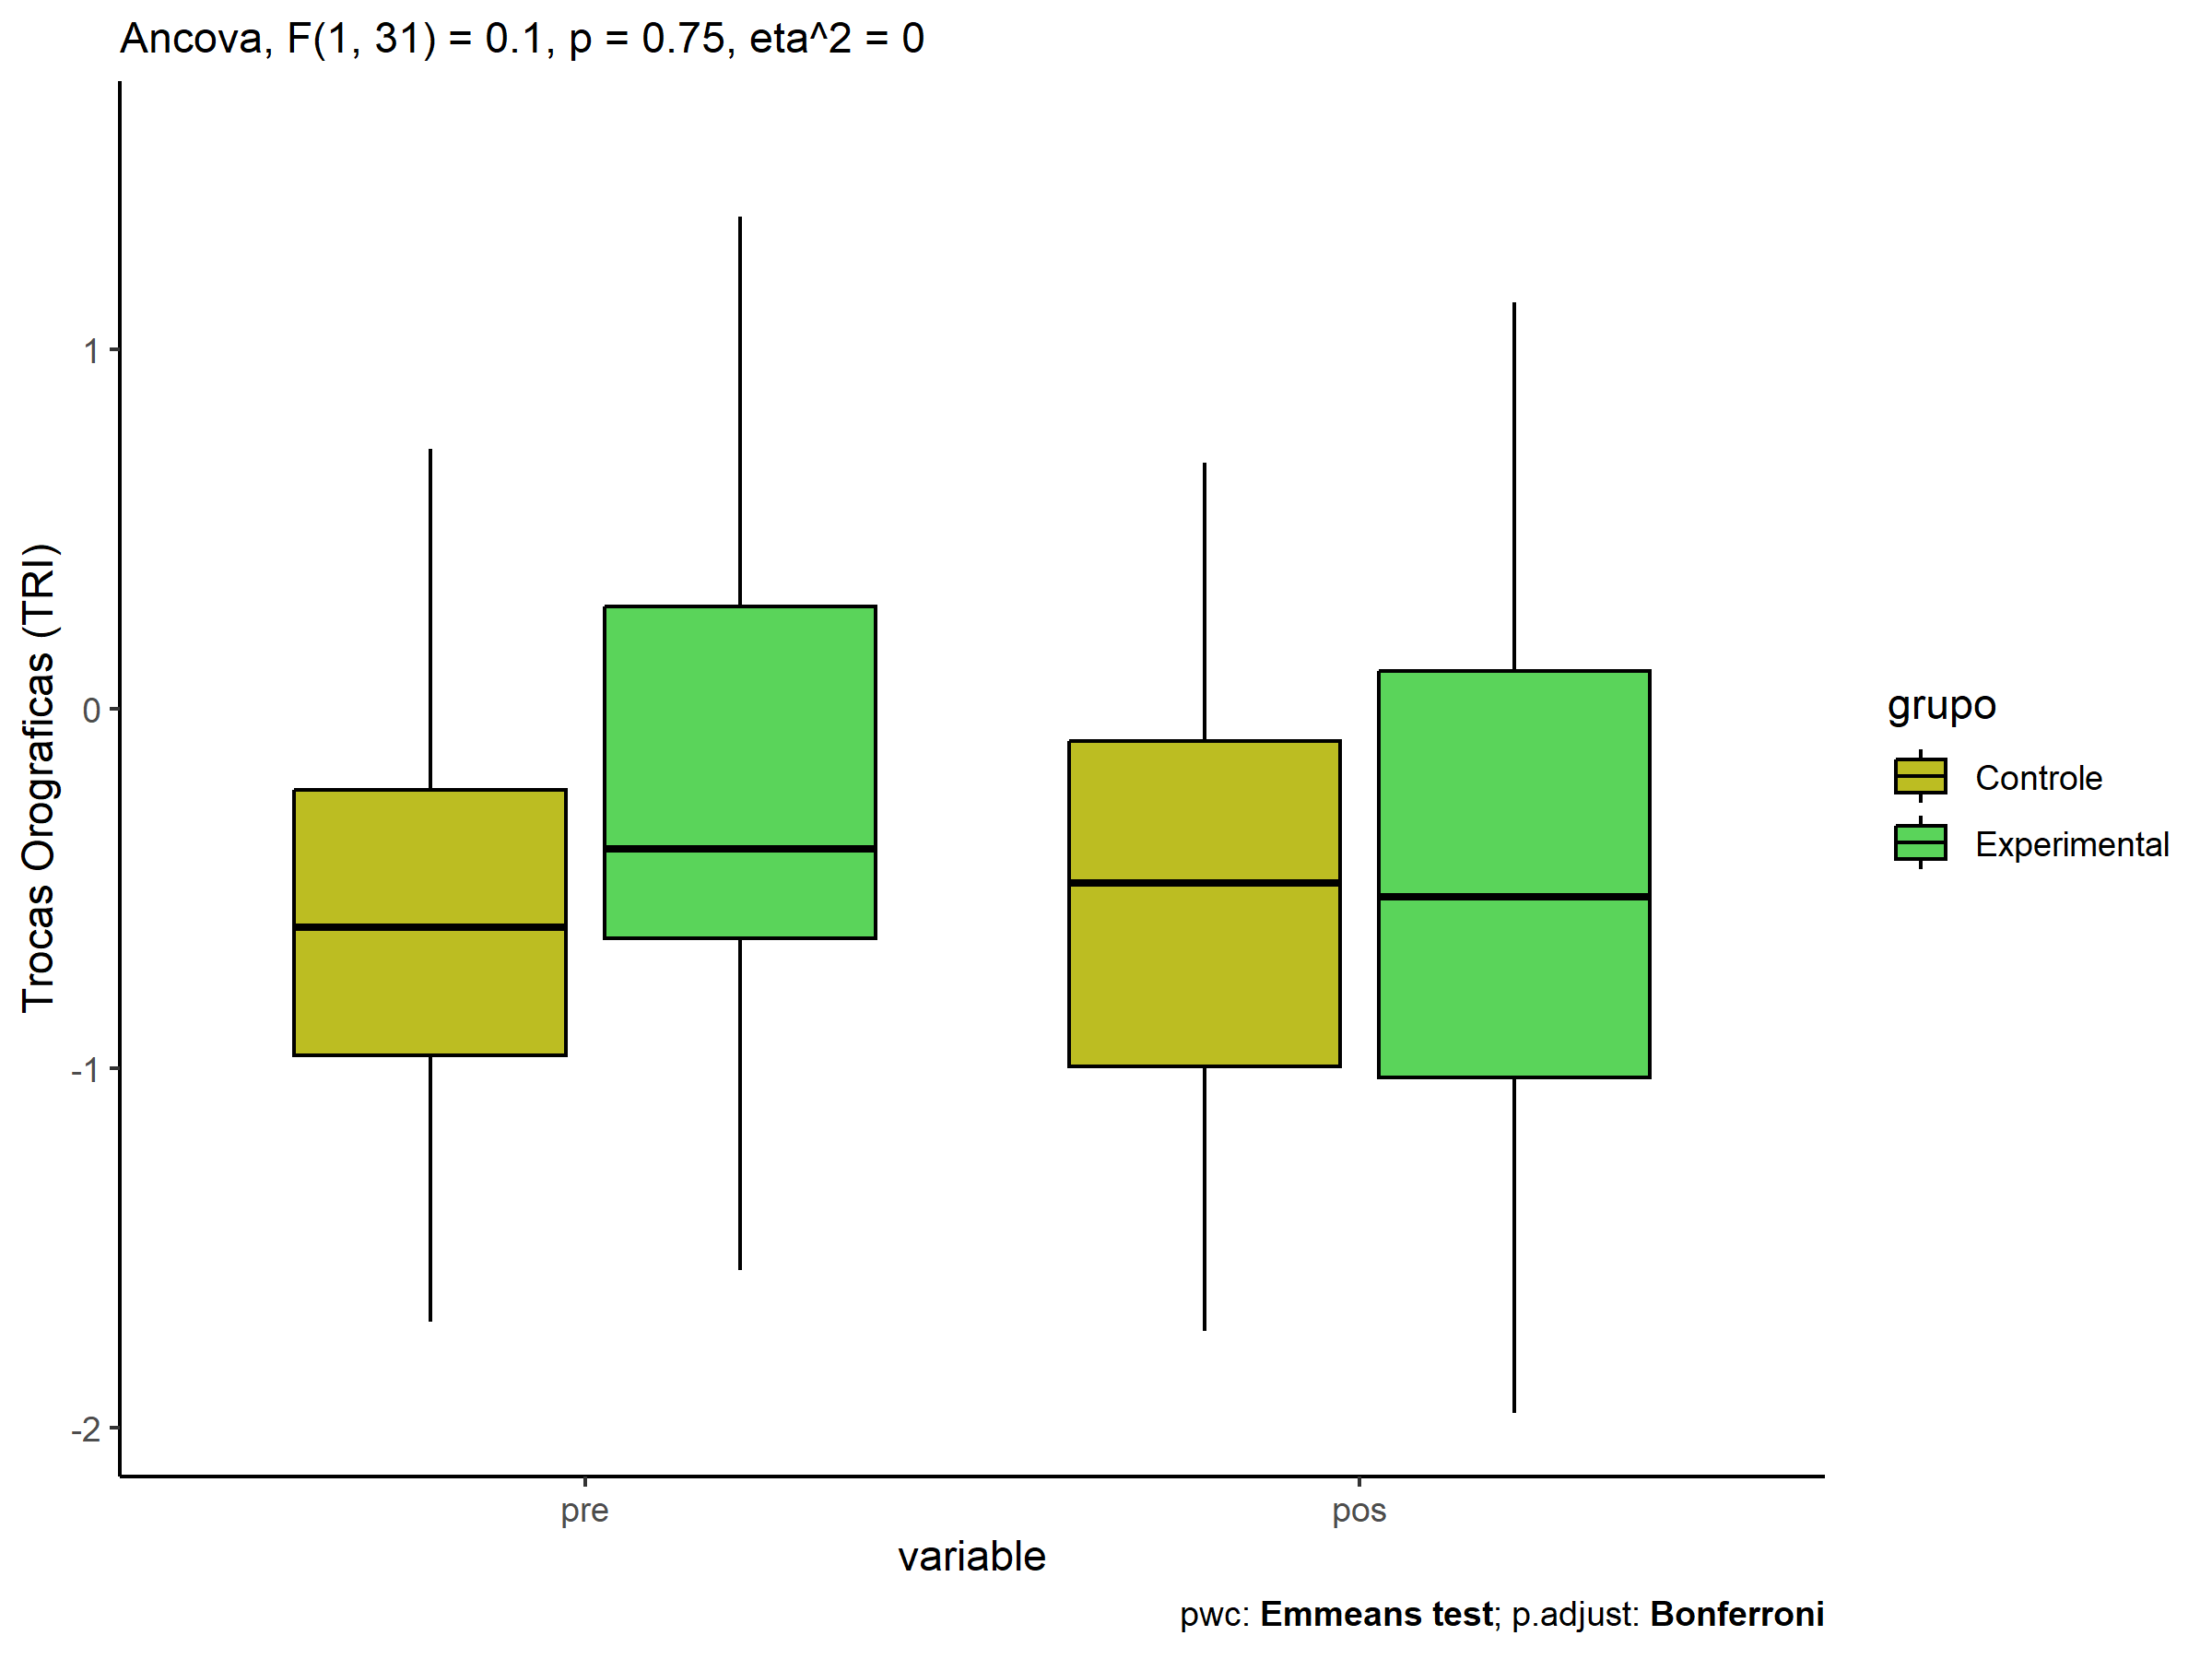 Ancova, F(1, 31) = 0.1, p = 0.75, eta^2 = 0
Trocas Orograficas (TRI)
1
0
-1
-2
pre
pos
variable
grupo
Controle
Experimental
pwc: Emmeans test; p.adjust: Bonferroni